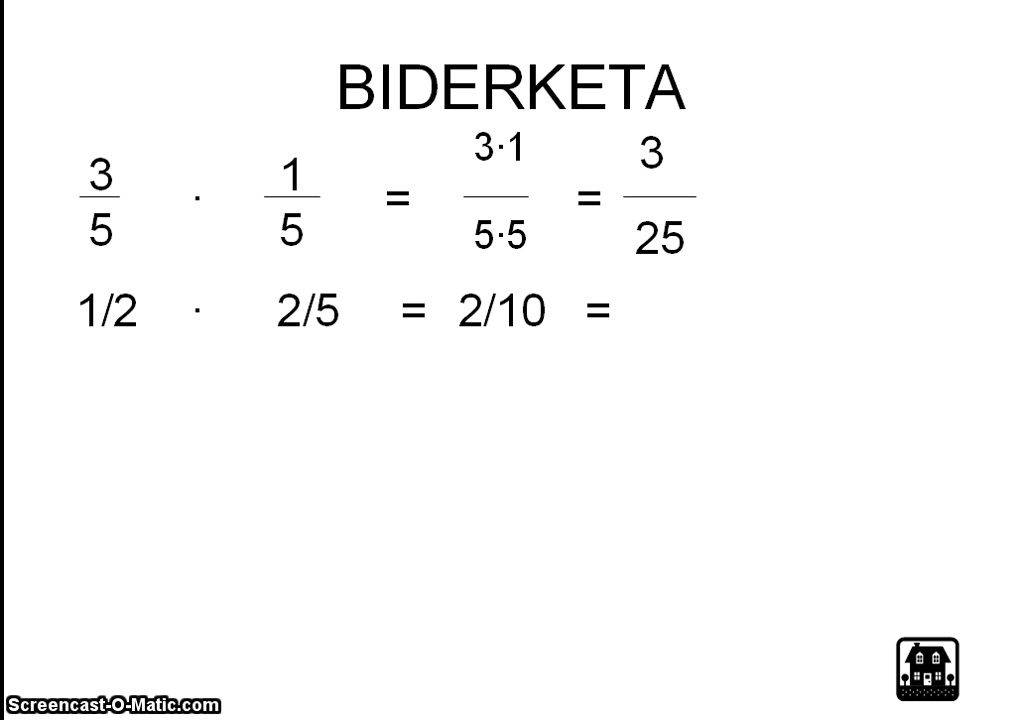 BIDERKETA
3/5 · 1/5 = 3·1/5·5 = 3/25
1/2 · 2/5 = 2/10 =
Screencast-O-Matic.com